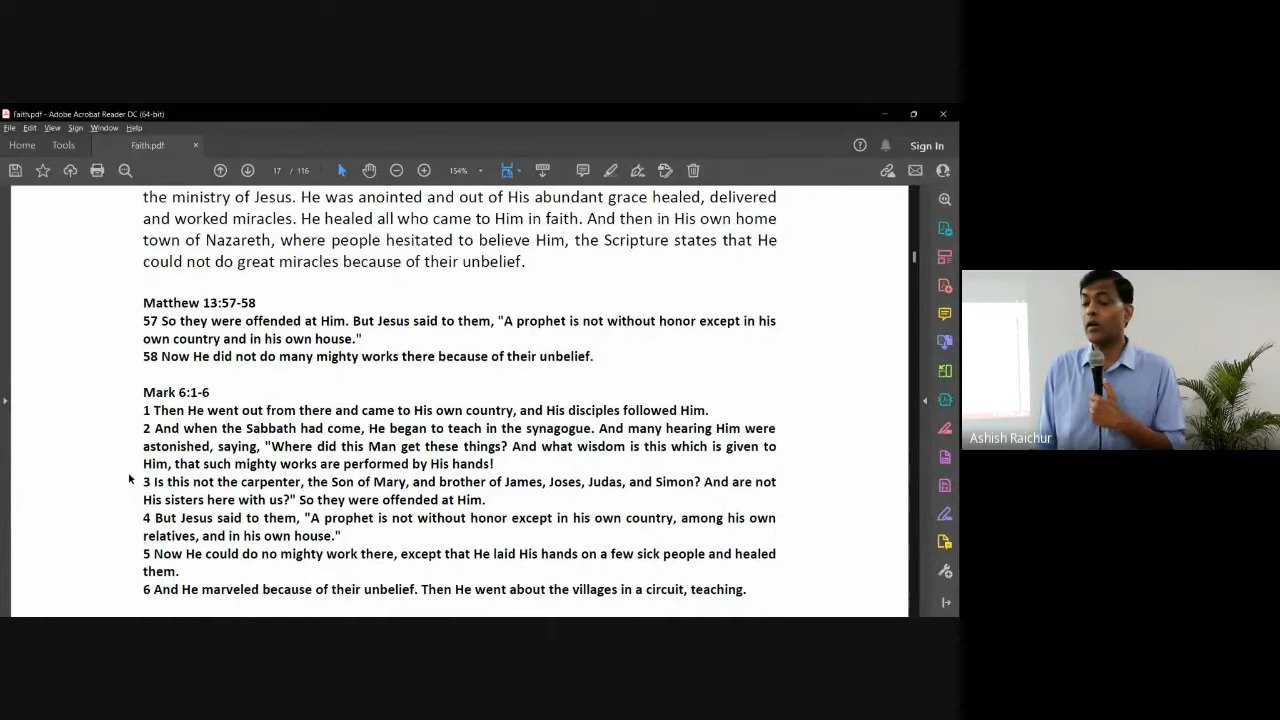 Faith.pdf - Adobe Acrobat Reader DC (64-bit)
File Edit View Sign Window Help
Home Tools Faith.pdf × Sign In
17 / 116 154%
the ministry of Jesus. He was anointed and out of His abundant grace healed, delivered
and worked miracles. He healed all who came to Him in faith. And then in His own home
town of Nazareth, where people hesitated to believe Him, the Scripture states that He
could not do great miracles because of their unbelief.
Matthew 13:57-58
57 So they were offended at Him. But Jesus said to them, "A prophet is not without honor except in his
own country and in his own house."
58 Now He did not do many mighty works there because of their unbelief.
Mark 6:1-6
1 Then He went out from there and came to His own country, and His disciples followed Him.
2 And when the Sabbath had come, He began to teach in the synagogue. And many hearing Him were
astonished, saying, "Where did this Man get these things? And what wisdom is this which is given to
Him, that such mighty works are performed by His hands!
3 Is this not the carpenter, the Son of Mary, and brother of James, Joses, Judas, and Simon? And are not
His sisters here with us?" So they were offended at Him.
4 But Jesus said to them, "A prophet is not without honor except in his own country, among his own
relatives, and in his own house."
5 Now He could do no mighty work there, except that He laid His hands on a few sick people and healed
them.
6 And He marveled because of their unbelief. Then He went about the villages in a circuit, teaching.
Ashish Raichur